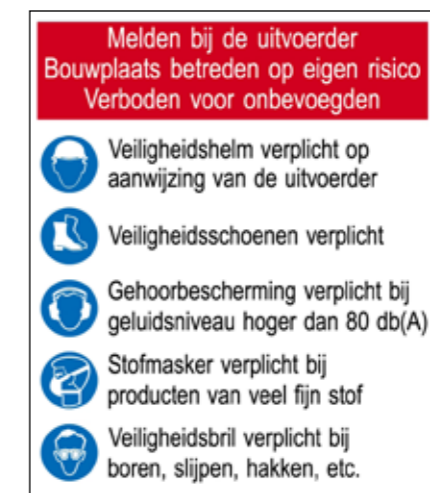 Melden bij de uitvoerder
Bouwplaats betreden op eigen risico
Verboden voor onbevoegden
Veiligheidshelm verplicht op
aanwijzing van de uitvoerder
Veiligheidsschoenen verplicht
Gehoorbescherming verplicht bij
geluidsniveau hoger dan 80 db(A)
Stofmasker verplicht bij
producten van veel fijn stof
Veiligheidsbril verplicht bij
boren, slijpen, hakken, etc.